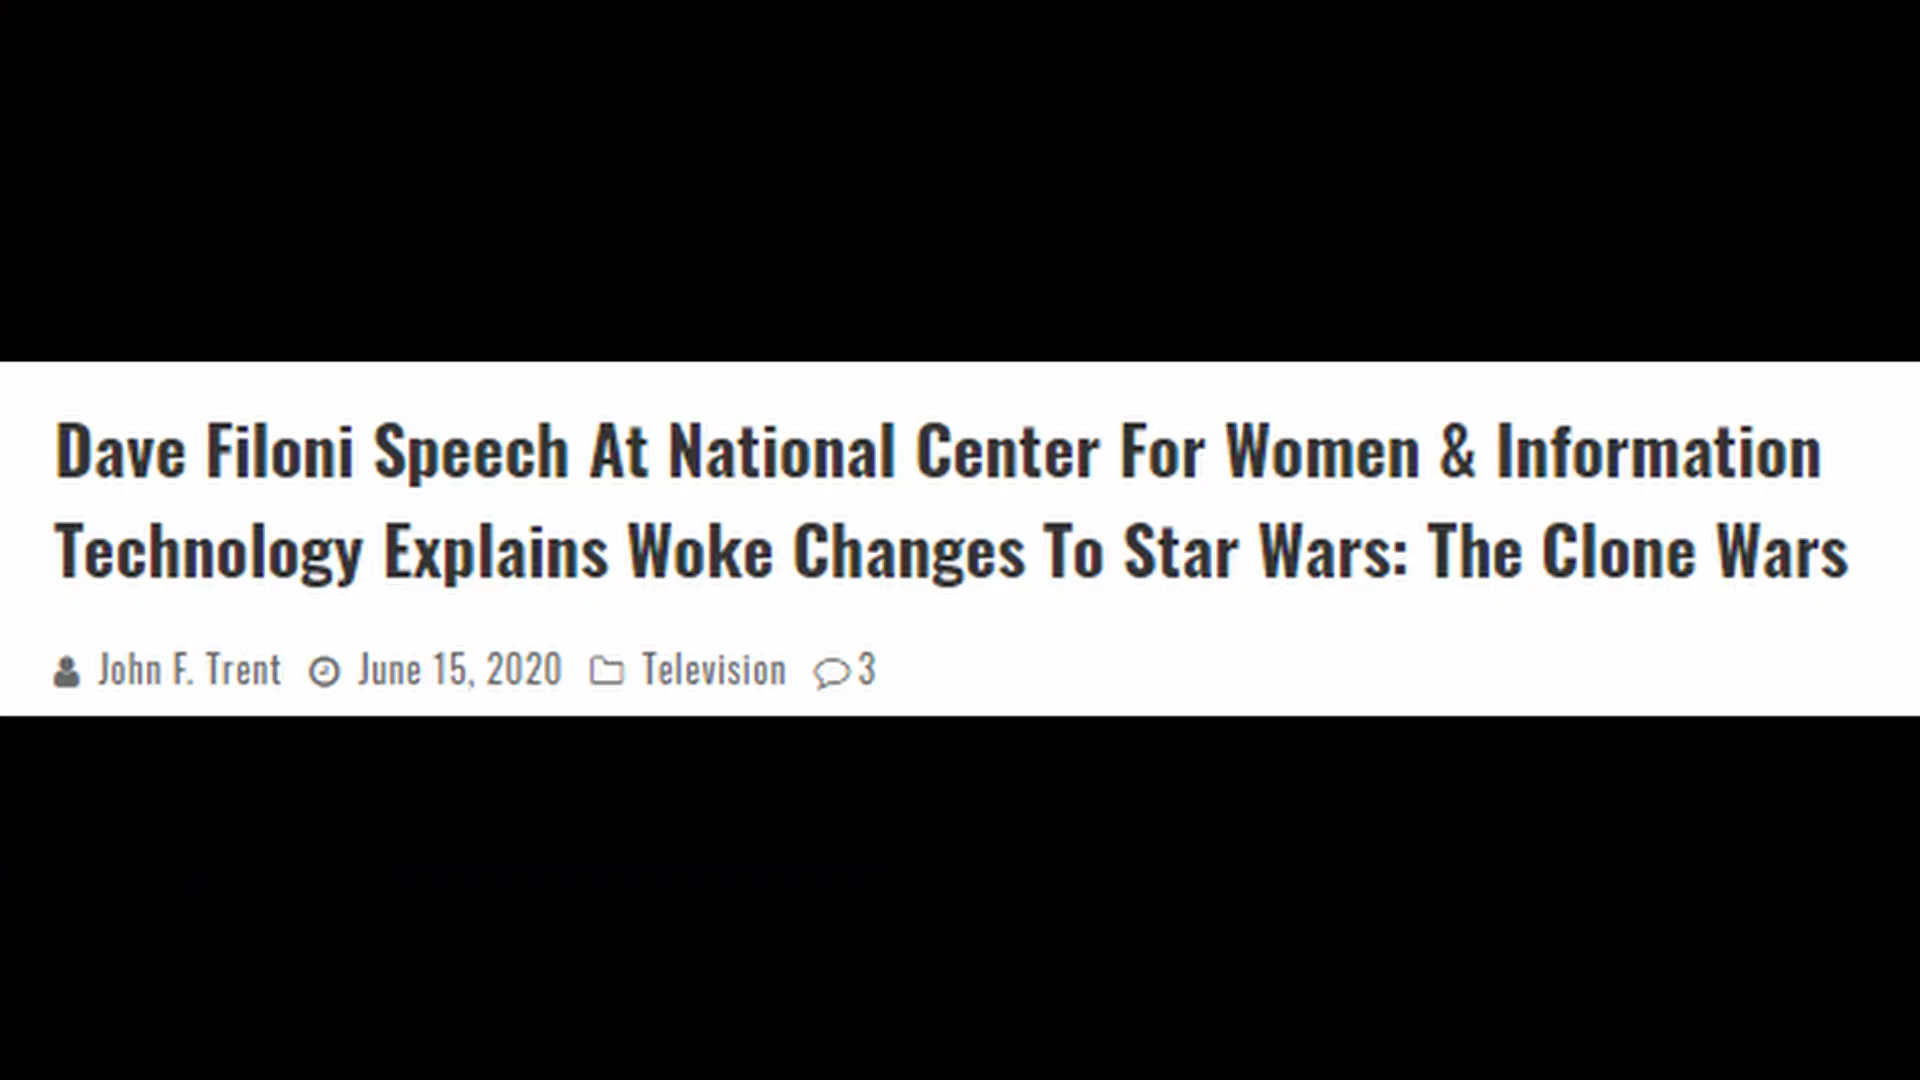 Dave Filoni Speech At National Center For Women & Information
Technology Explains Woke Changes To Star Wars: The Clone Wars
John F. Trent June 15, 2020 Television 3